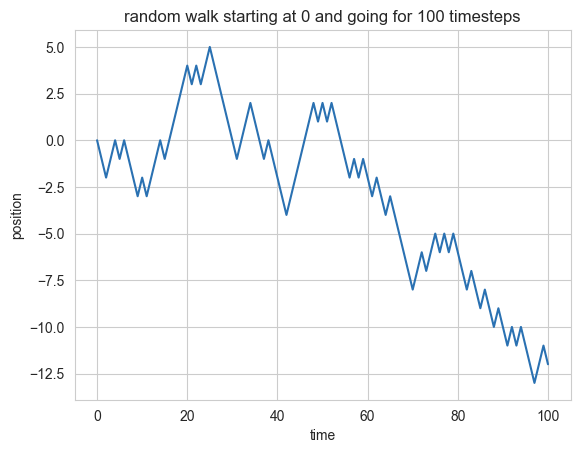 random walk starting at 0 and going for 100 timesteps
5.0
2.5
0.0
−2.5
−5.0
−7.5
−10.0
−12.5
position
0 20 40 60 80 100
time